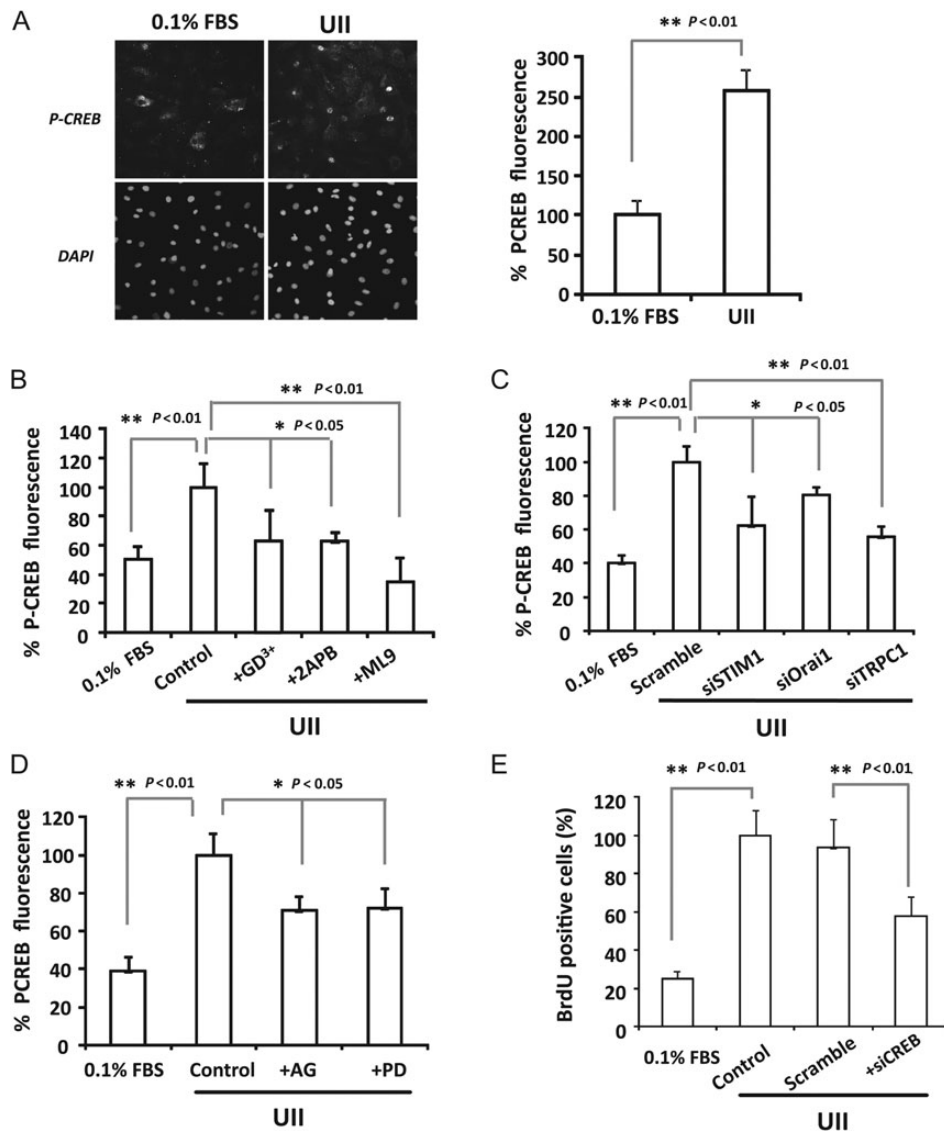 A
0.1% FBS
UII
P-CREB
DAPI
** P < 0.01
% PCREB fluorescence
300
250
200
150
100
50
0
0.1% FBS
UII
B
** P < 0.01
** P < 0.01
* P < 0.05
% P-CREB fluorescence
140
120
100
80
60
40
20
0
0.1% FBS
Control
+GD3+
+2APB
+ML9
UII
C
** P < 0.01
** P < 0.01
* P < 0.05
% P-CREB fluorescence
120
100
80
60
40
20
0
0.1% FBS
Scramble
siSTIM1
siOrai1
siTRPC1
UII
D
** P < 0.01
* P < 0.05
% PCREB fluorescence
120
100
80
60
40
20
0
0.1% FBS
Control
+AG
+PD
UII
E
** P < 0.01
** P < 0.01
BrdU positive cells (%)
120
100
80
60
40
20
0
0.1% FBS
Control
Scramble
+siCREB
UII